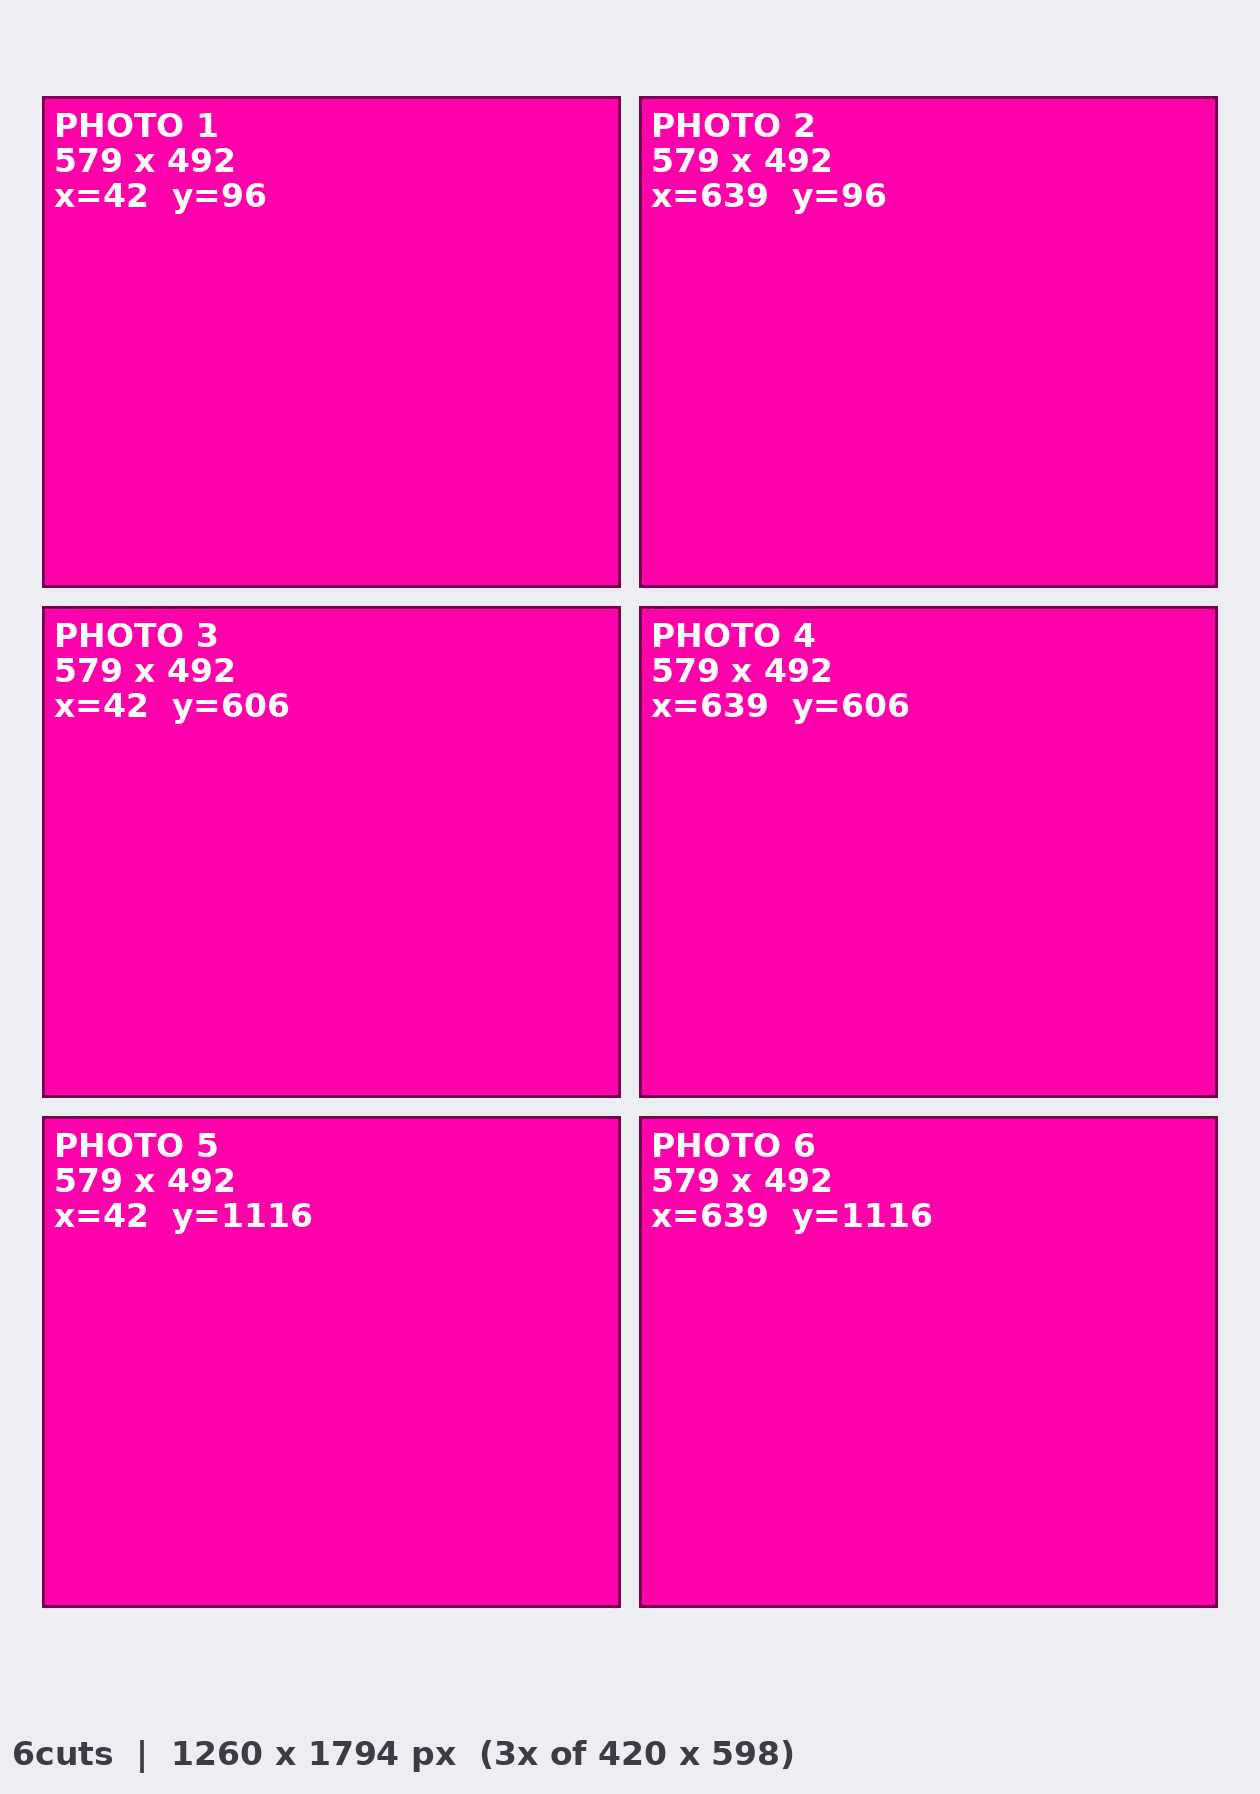 PHOTO 1
579 x 492
x=42  y=96
PHOTO 2
579 x 492
x=639  y=96
PHOTO 3
579 x 492
x=42  y=606
PHOTO 4
579 x 492
x=639  y=606
PHOTO 5
579 x 492
x=42  y=1116
PHOTO 6
579 x 492
x=639  y=1116
6cuts  |  1260 x 1794 px  (3x of 420 x 598)